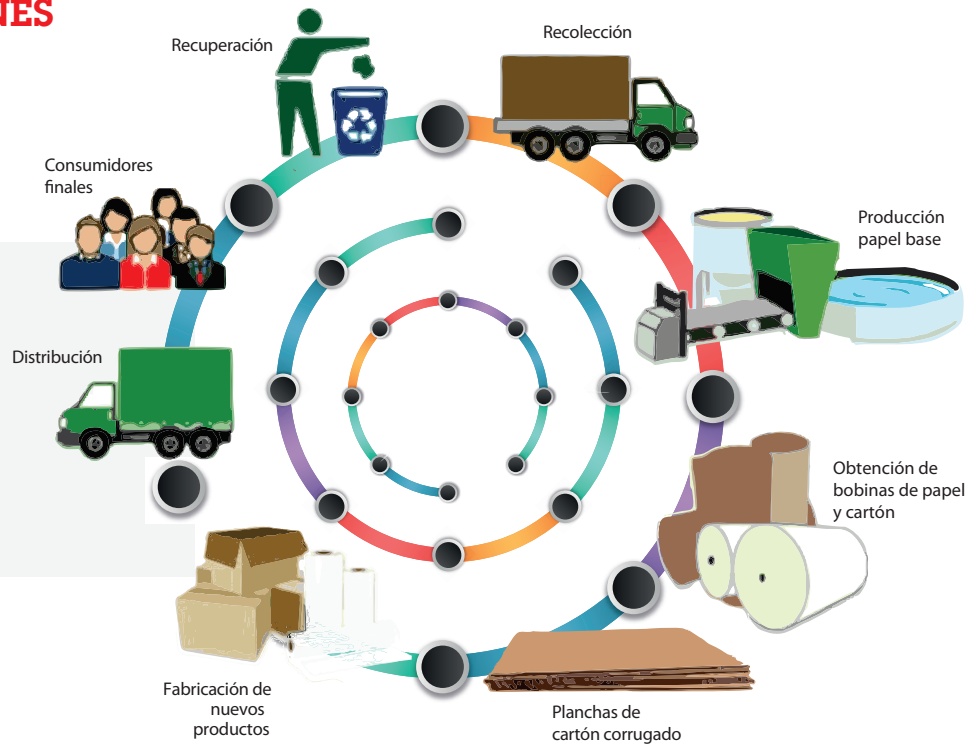 NES
Recuperación
Recolección
Consumidores
finales
Producción
papel base
Distribución
Obtención de
bobinas de papel
y cartón
Fabricación de
nuevos
productos
Planchas de
cartón corrugado